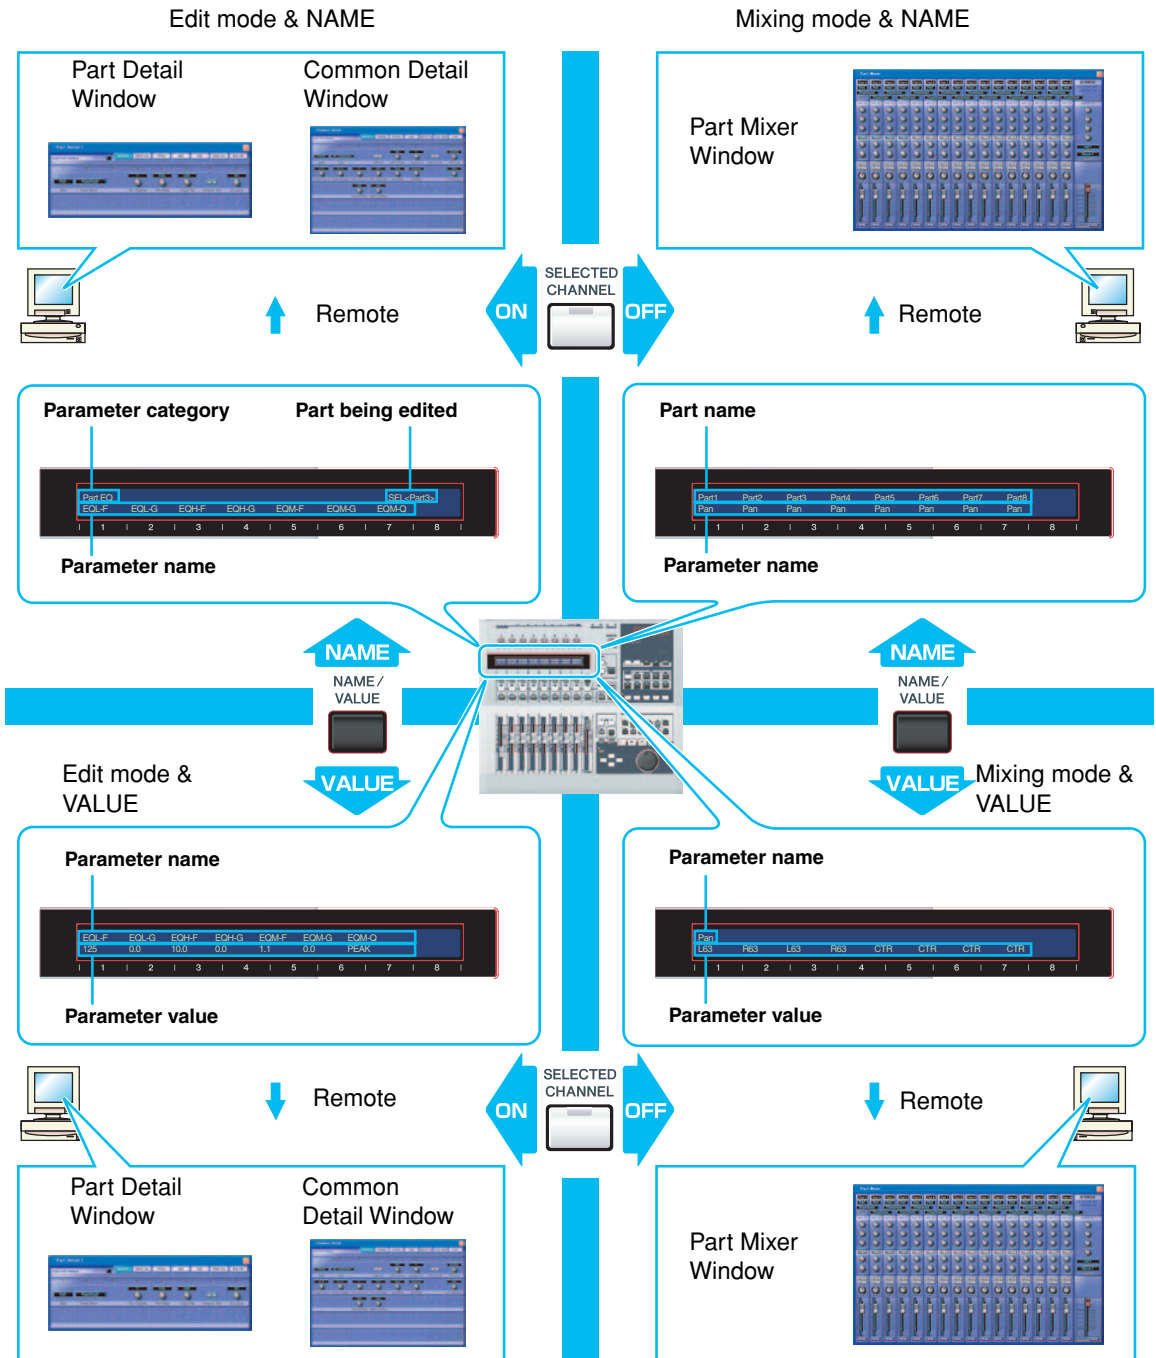 Edit mode & NAME
Mixing mode & NAME
Part Detail
Window
Common Detail
Window
Part Mixer
Window
SELECTED
CHANNEL
ON
OFF
Remote
Remote
Parameter category
Part being edited
Part EQ
SEL<Part3>
EQL-F EQL-G EQH-F EQH-G EQM-F EQM-G EQM-Q
1 2 3 4 5 6 7 8
Parameter name
Part name
Part1 Part2 Part3 Part4 Part5 Part6 Part7 Part8
Pan Pan Pan Pan Pan Pan Pan Pan
1 2 3 4 5 6 7 8
Parameter name
NAME
NAME/
VALUE
VALUE
NAME
NAME/
VALUE
VALUE
Edit mode &
VALUE
Mixing mode &
VALUE
Parameter name
EQL-F EQL-G EQH-F EQH-G EQM-F EQM-G EQM-Q
125 0.0 10.0 0.0 1.1 0.0 PEAK
1 2 3 4 5 6 7 8
Parameter value
Parameter name
Pan
L63 R63 L63 R63 CTR CTR CTR CTR
1 2 3 4 5 6 7 8
Parameter value
SELECTED
CHANNEL
ON
OFF
Remote
Remote
Part Detail
Window
Common
Detail Window
Part Mixer
Window